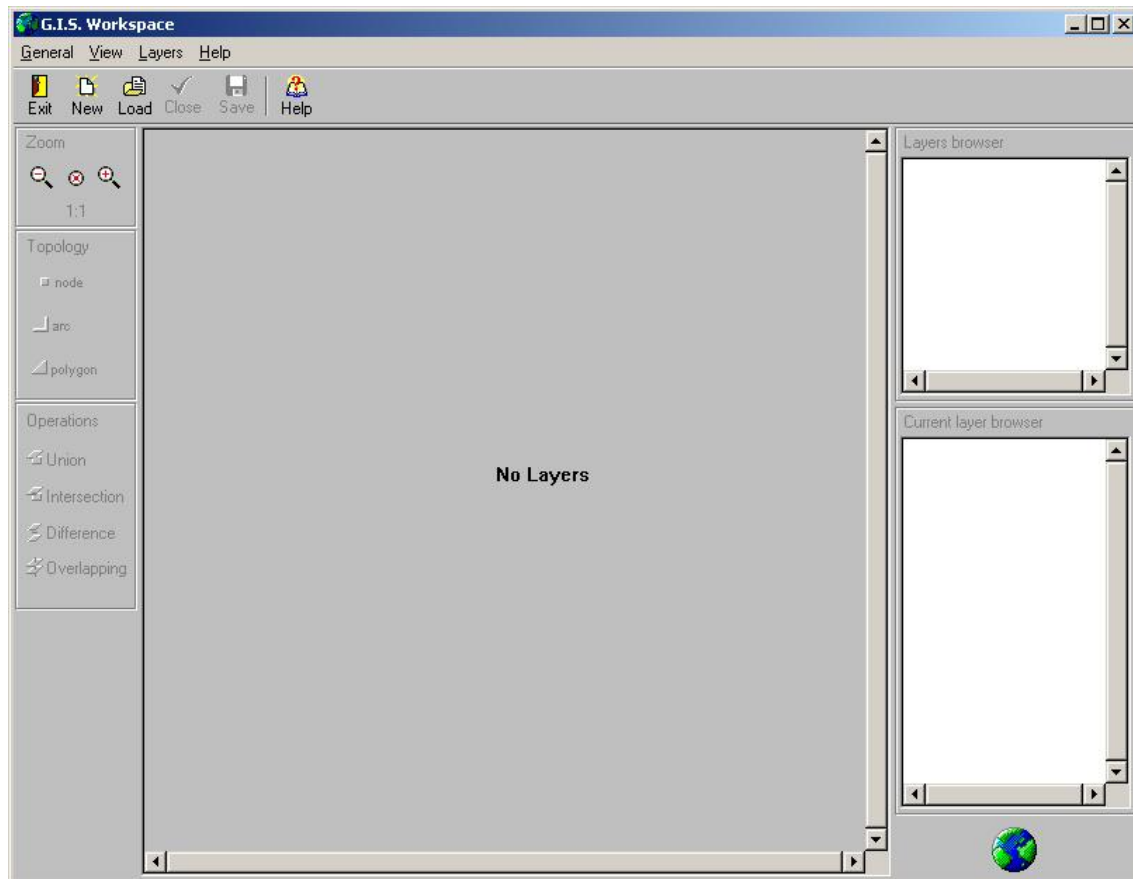 G.I.S. Workspace
General View Layers Help
Exit New Load Close Save Help
Zoom
1:1
Topology
node
arc
polygon
Operations
Union
Intersection
Difference
Overlapping
No Layers
Layers browser
Current layer browser